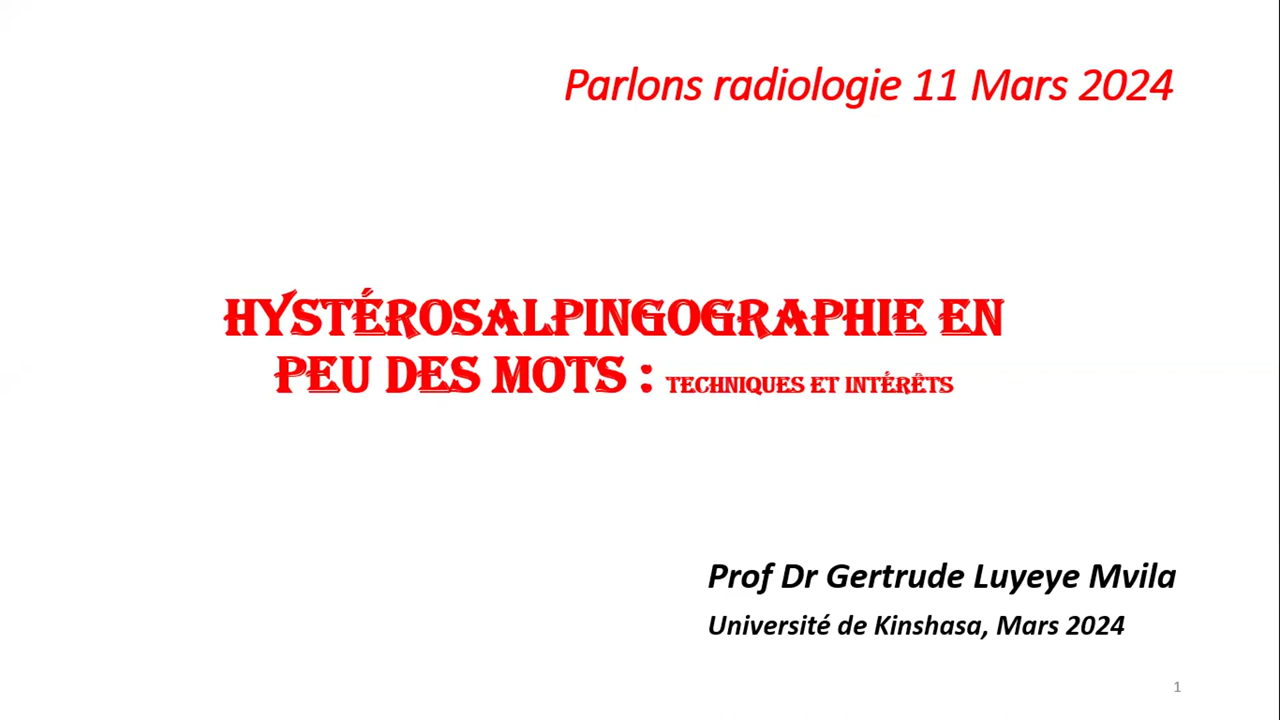 Parlons radiologie 11 Mars 2024
HYSTÉROSALPINGOGRAPHIE EN
PEU DES MOTS : TECHNIQUES ET INTÉRÊTS
Prof Dr Gertrude Luyeye Mvila
Université de Kinshasa, Mars 2024
1